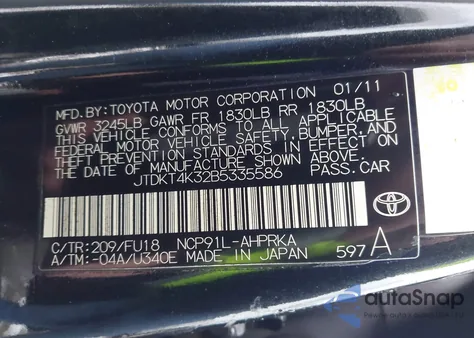 MFD. BY: TOYOTA MOTOR CORPORATION 01/11
GVWR 3245LB GAWR FR 1830LB RR 1830LB
THIS VEHICLE CONFORMS TO ALL APPLICABLE
FEDERAL MOTOR VEHICLE SAFETY, BUMPER, AND
THEFT PREVENTION STANDARDS IN EFFECT ON
THE DATE OF MANUFACTURE SHOWN ABOVE.
JTDKT4K32B5335586 PASS. CAR
C/TR: 209/FU18 NCP91L-AHPRKA
A/TM: -04A/U340E MADE IN JAPAN 597 A
TOYOTA
autoSnap